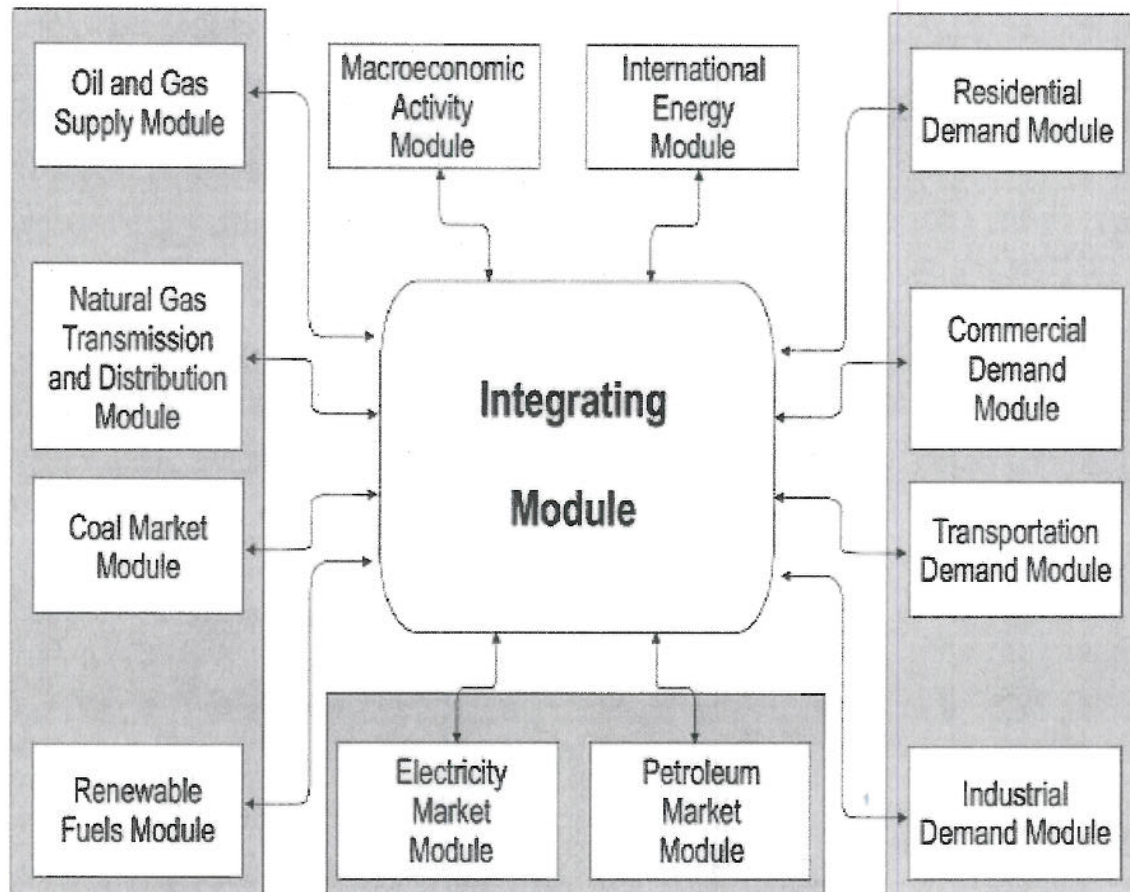 Oil and Gas
Supply Module
Macroeconomic
Activity
Module
International
Energy
Module
Residential
Demand Module
Natural Gas
Transmission
and Distribution
Module
Commercial
Demand
Module
Integrating
Module
Coal Market
Module
Transportation
Demand Module
Renewable
Fuels Module
Electricity
Market
Module
Petroleum
Market
Module
Industrial
Demand Module